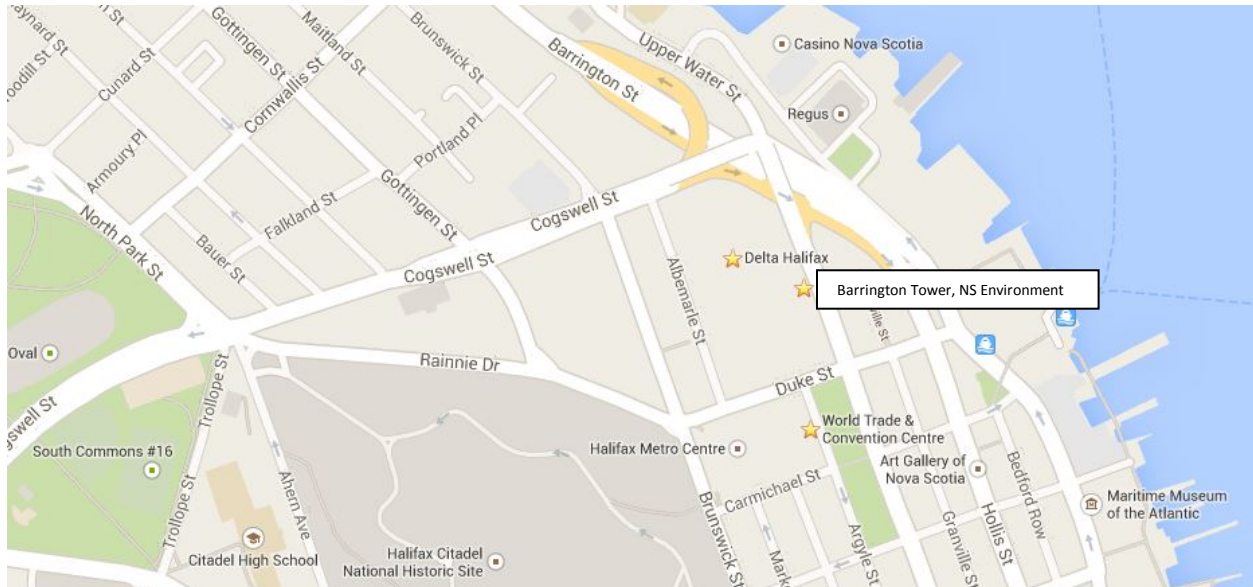 Maitland St
Gottingen St
Brunswick St
Cunard St
Cornwallis St
Barrington St
Upper Water St
Casino Nova Scotia
Regus
Armoury Pl
Portland Pl
Gottingen St
Falkland St
Cogswell St
North Park St
Bauer St
Cogswell St
Albemarle St
Delta Halifax
Barrington Tower, NS Environment
Oval
Trollope St
Rainnie Dr
Duke St
World Trade &
Convention Centre
South Commons #16
Halifax Metro Centre
Art Gallery of
Nova Scotia
Carmichael St
Bedford Row
Maritime Museum
of the Atlantic
Trollope St
Ahern Ave
Citadel High School
Halifax Citadel
National Historic Site
Brunswick St
Argyle St
Granville St
Hollis St